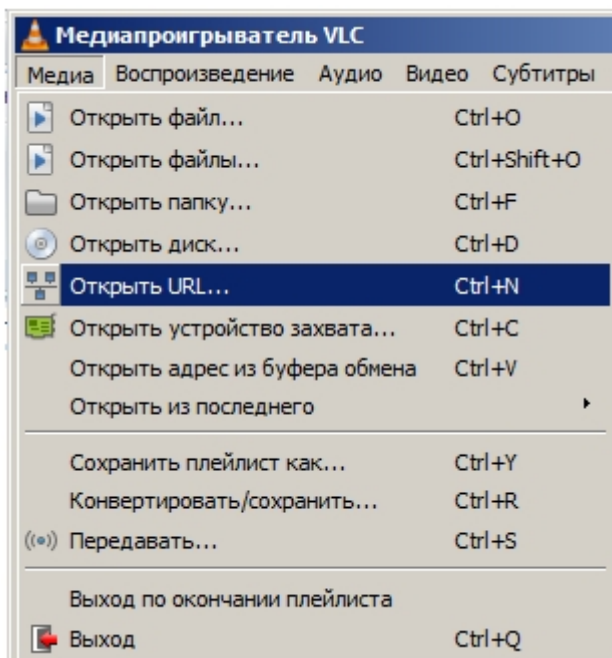 Медиапроигрыватель VLC
Медиа Воспроизведение Аудио Видео Субтитры
Открыть файл... Ctrl+O
Открыть файлы... Ctrl+Shift+O
Открыть папку... Ctrl+F
Открыть диск... Ctrl+D
Открыть URL... Ctrl+N
Открыть устройство захвата... Ctrl+C
Открыть адрес из буфера обмена Ctrl+V
Открыть из последнего
Сохранить плейлист как... Ctrl+Y
Конвертировать/сохранить... Ctrl+R
Передавать... Ctrl+S
Выход по окончании плейлиста
Выход Ctrl+Q